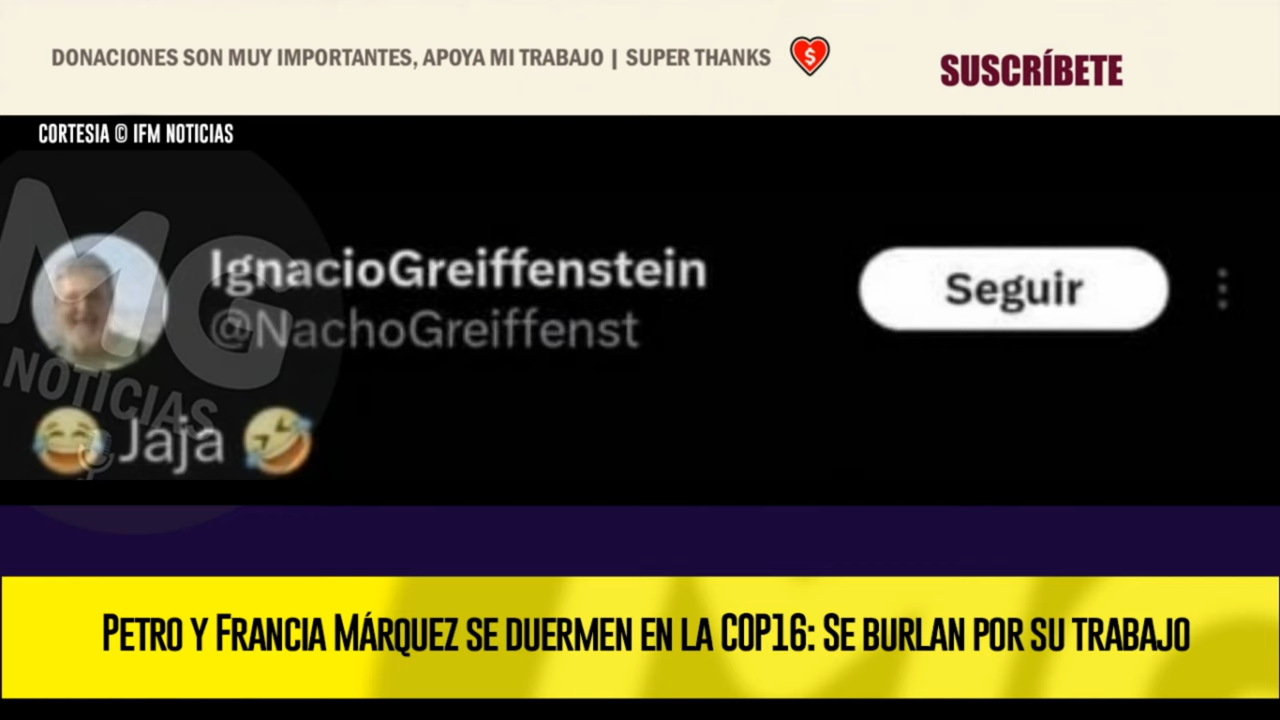 DONACIONES SON MUY IMPORTANTES, APOYA MI TRABAJO | SUPER THANKS
SUSCRÍBETE
CORTESIA © IFM NOTICIAS
MG
NOTICIAS
IgnacioGreiffenstein
@NachoGreiffenst
Seguir
😂Jaja 🤣
PETRO Y FRANCIA MÁRQUEZ SE DUERMEN EN LA COP16: SE BURLAN POR SU TRABAJO